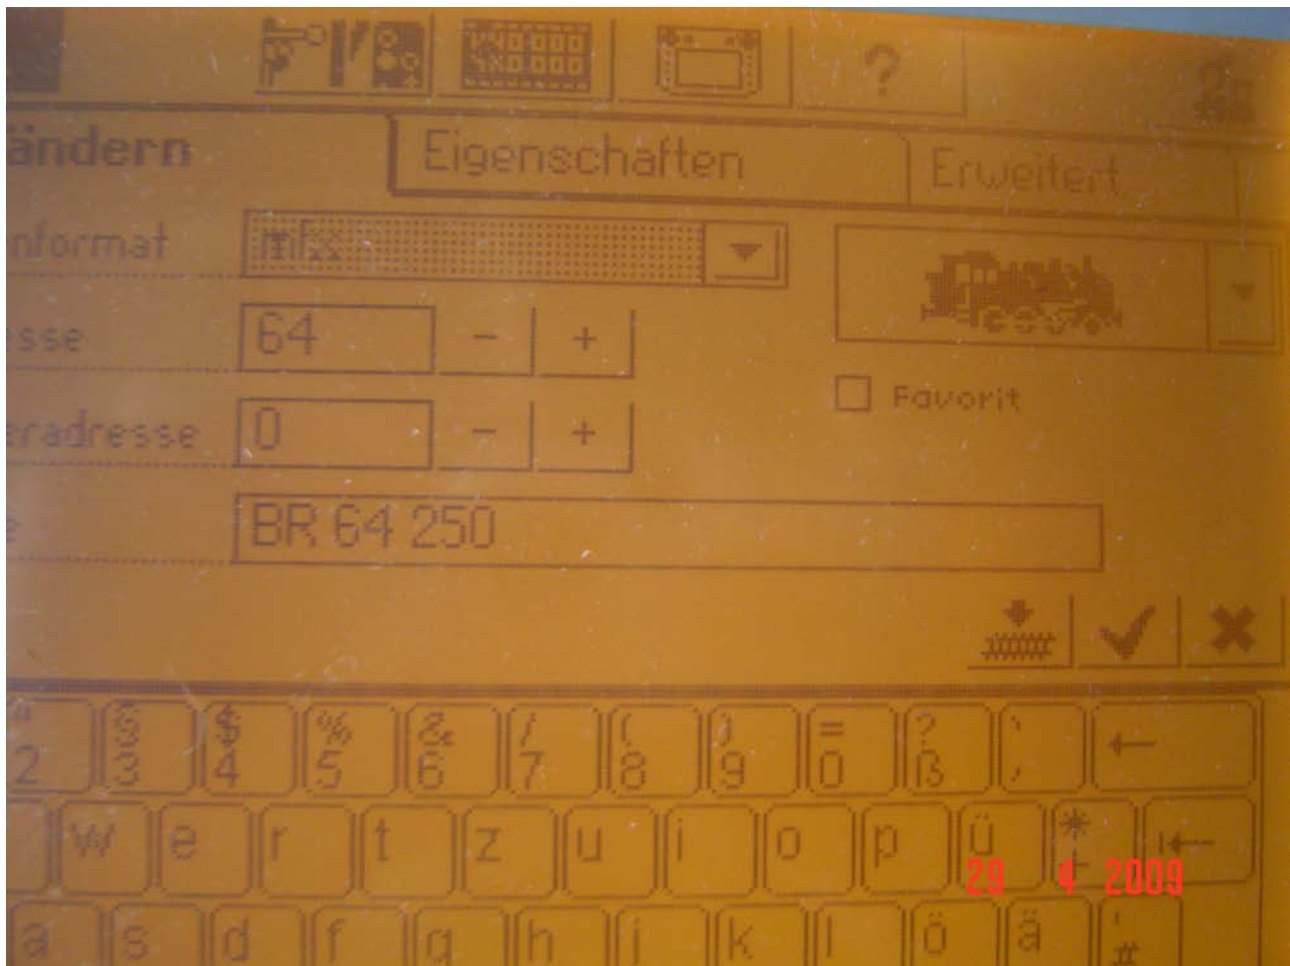 ?
ändern Eigenschaften Erweitert
nformat mfx
sse 64 - +
Favorit
eradresse 0 - +
e BR 64 250
" § $ % & / ( ) = ? `
2 3 4 5 6 7 8 9 0 ß ´ ←
w e r t z u i o p ü * +
29 4 2009
a s d f g h j k l ö ä ' #